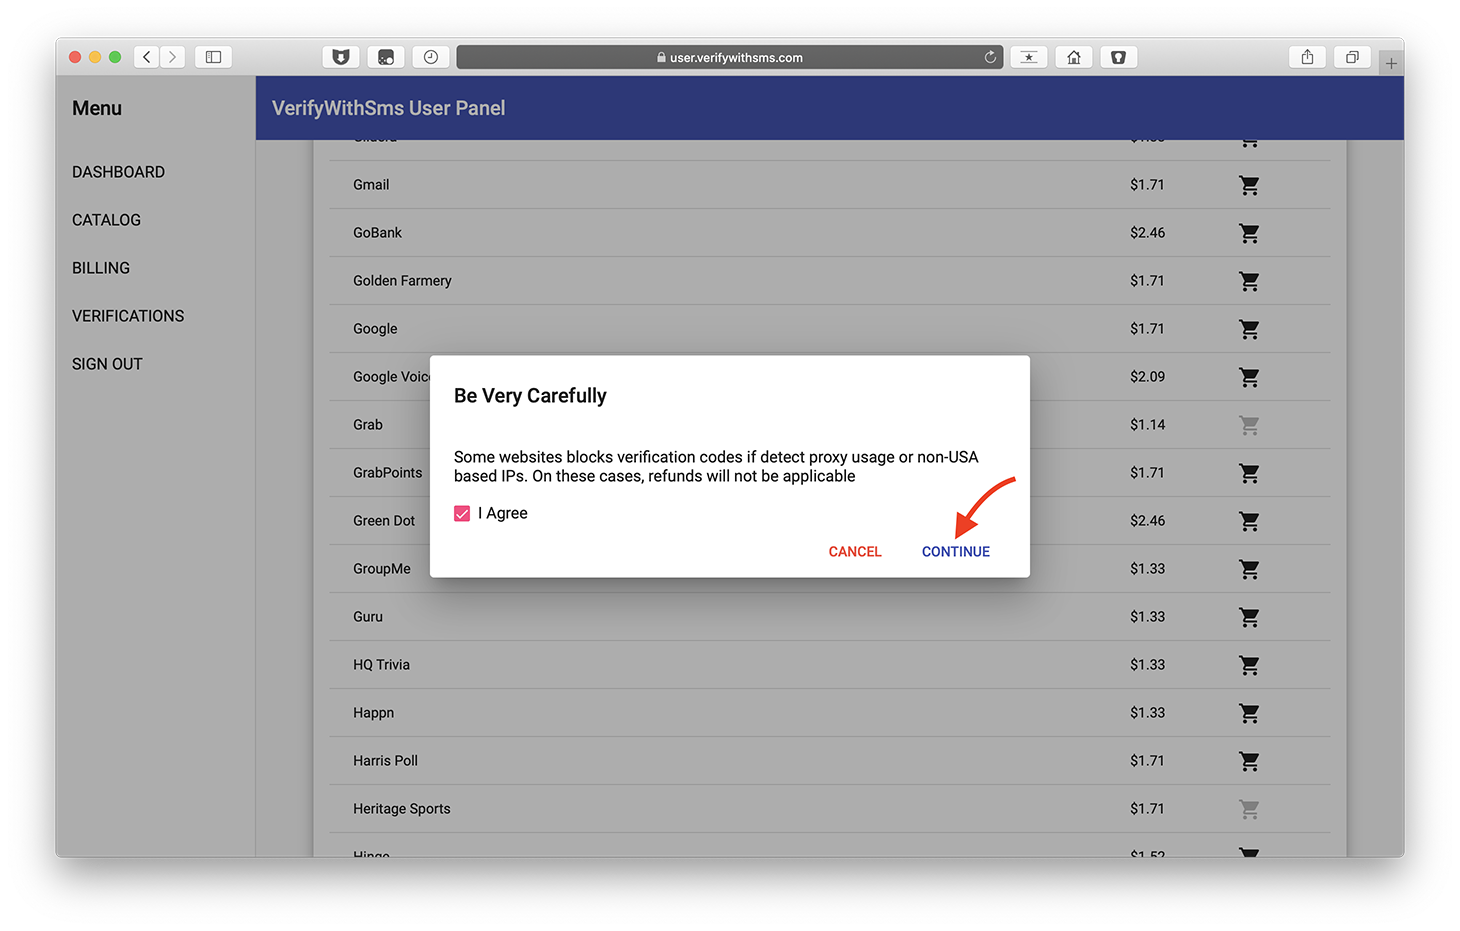 user.verifywithsms.com
Menu
VerifyWithSms User Panel
DASHBOARD
CATALOG
BILLING
VERIFICATIONS
SIGN OUT
Gmail $1.71
GoBank $2.46
Golden Farmery $1.71
Google $1.71
Google Voic $2.09
Grab $1.14
GrabPoints $1.71
Green Dot $2.46
GroupMe $1.33
Guru $1.33
HQ Trivia $1.33
Happn $1.33
Harris Poll $1.71
Heritage Sports $1.71
Hinge $1.52
Be Very Carefully
Some websites blocks verification codes if detect proxy usage or non-USA
based IPs. On these cases, refunds will not be applicable
I Agree
CANCEL CONTINUE